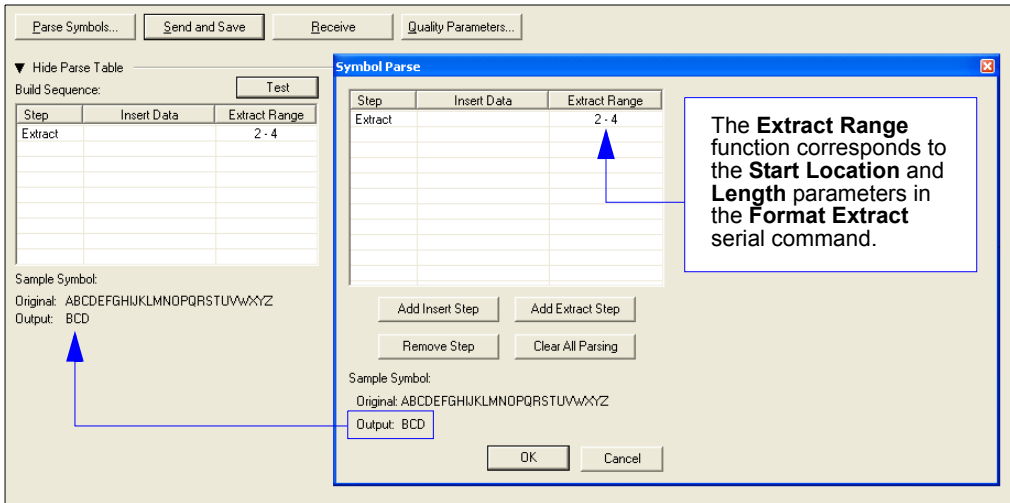 Parse Symbols... Send and Save Receive Quality Parameters...
▼ Hide Parse Table
Build Sequence: Test
Step Insert Data Extract Range
Extract 2 - 4
Sample Symbol:
Original: ABCDEFGHIJKLMNOPQRSTUVWXYZ
Output: BCD
Symbol Parse
Step Insert Data Extract Range
Extract 2 - 4
Add Insert Step Add Extract Step
Remove Step Clear All Parsing
Sample Symbol:
Original: ABCDEFGHIJKLMNOPQRSTUVWXYZ
Output: BCD
OK Cancel
The Extract Range
function corresponds to
the Start Location and
Length parameters in
the Format Extract
serial command.